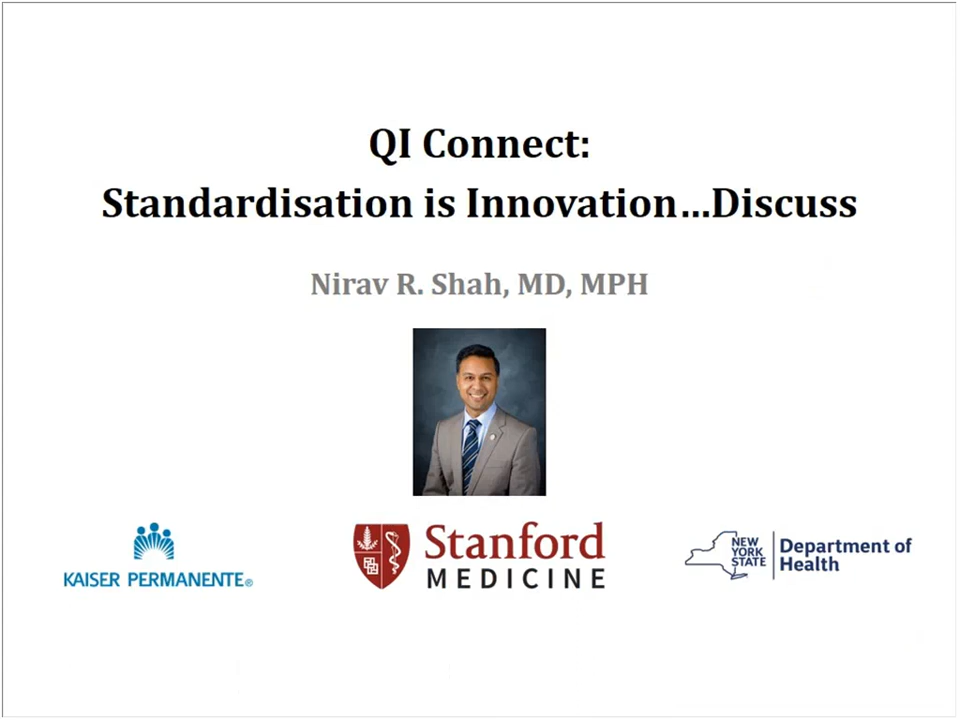 QI Connect:
Standardisation is Innovation…Discuss
Nirav R. Shah, MD, MPH
KAISER PERMANENTE®
Stanford
MEDICINE
NEW
YORK
STATE
Department of
Health